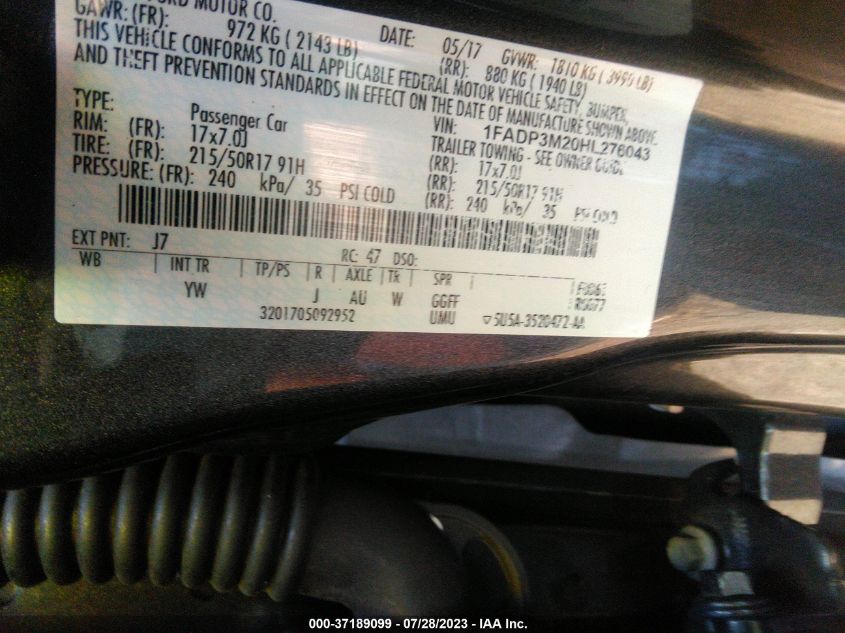 FORD MOTOR CO.
GAWR: (FR): 972 KG ( 2143 LB) DATE: 05/17 GVWR: 1810 KG ( 3990 LB)
(RR): 880 KG ( 1940 LB)
THIS VEHICLE CONFORMS TO ALL APPLICABLE FEDERAL MOTOR VEHICLE SAFETY, BUMPER,
AND THEFT PREVENTION STANDARDS IN EFFECT ON THE DATE OF MANUFACTURE SHOWN ABOVE.
TYPE: Passenger Car VIN: 1FADP3M20HL276043
TRAILER TOWING - SEE OWNER GUIDE
RIM: (FR): 17x7.0J (RR): 17x7.0J
TIRE: (FR): 215/50R17 91H (RR): 215/50R17 91H
PRESSURE: (FR): 240 kPa/ 35 PSI COLD (RR): 240 kPa/ 35 PSI COLD
EXT PNT: J7 RC: 47 DSO:
WB INT TR TP/PS R AXLE TR SPR
YW J AU W GGFF
3201705092952 UMU ▽5U5A-3520472-AA
000-37189099 / 07/28/2023 - IAA Inc.